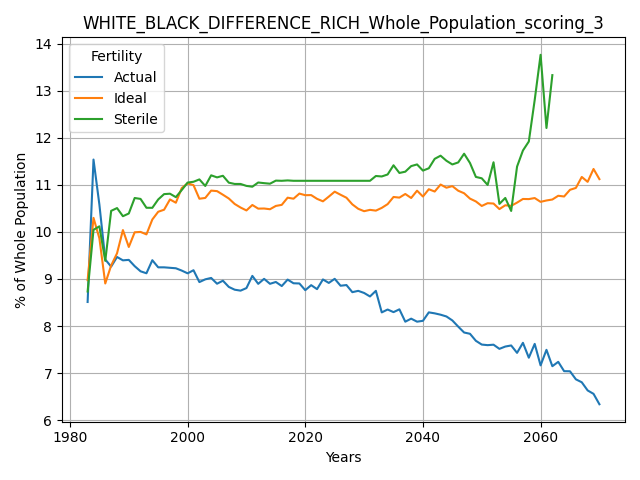 WHITE_BLACK_DIFFERENCE_RICH_Whole_Population_scoring_3
Fertility
Actual
Ideal
Sterile
% of Whole Population
14
13
12
11
10
9
8
7
6
1980
2000
2020
2040
2060
Years